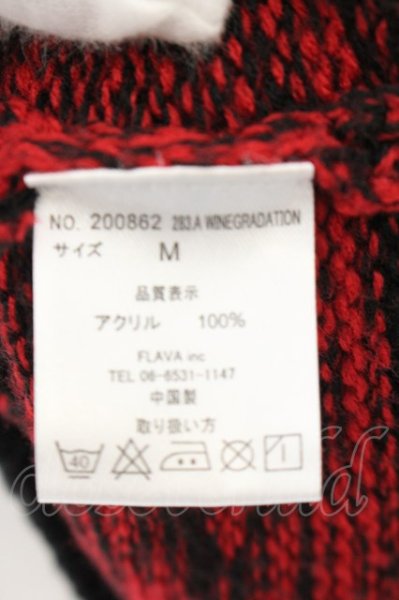 NO. 200862 283.A WINEGRADATION
サイズ M
品質表示
アクリル 100%
FLAVA inc
TEL 06-6531-1147
中国製
取り扱い方
40